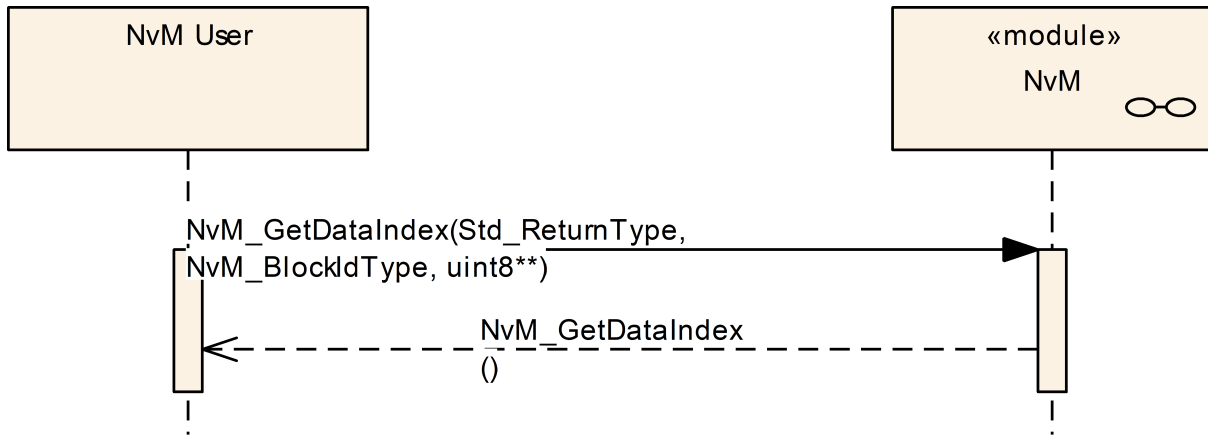 NvM User
«module»
NvM
NvM_GetDataIndex(Std_ReturnType,
NvM_BlockIdType, uint8**)
NvM_GetDataIndex
()